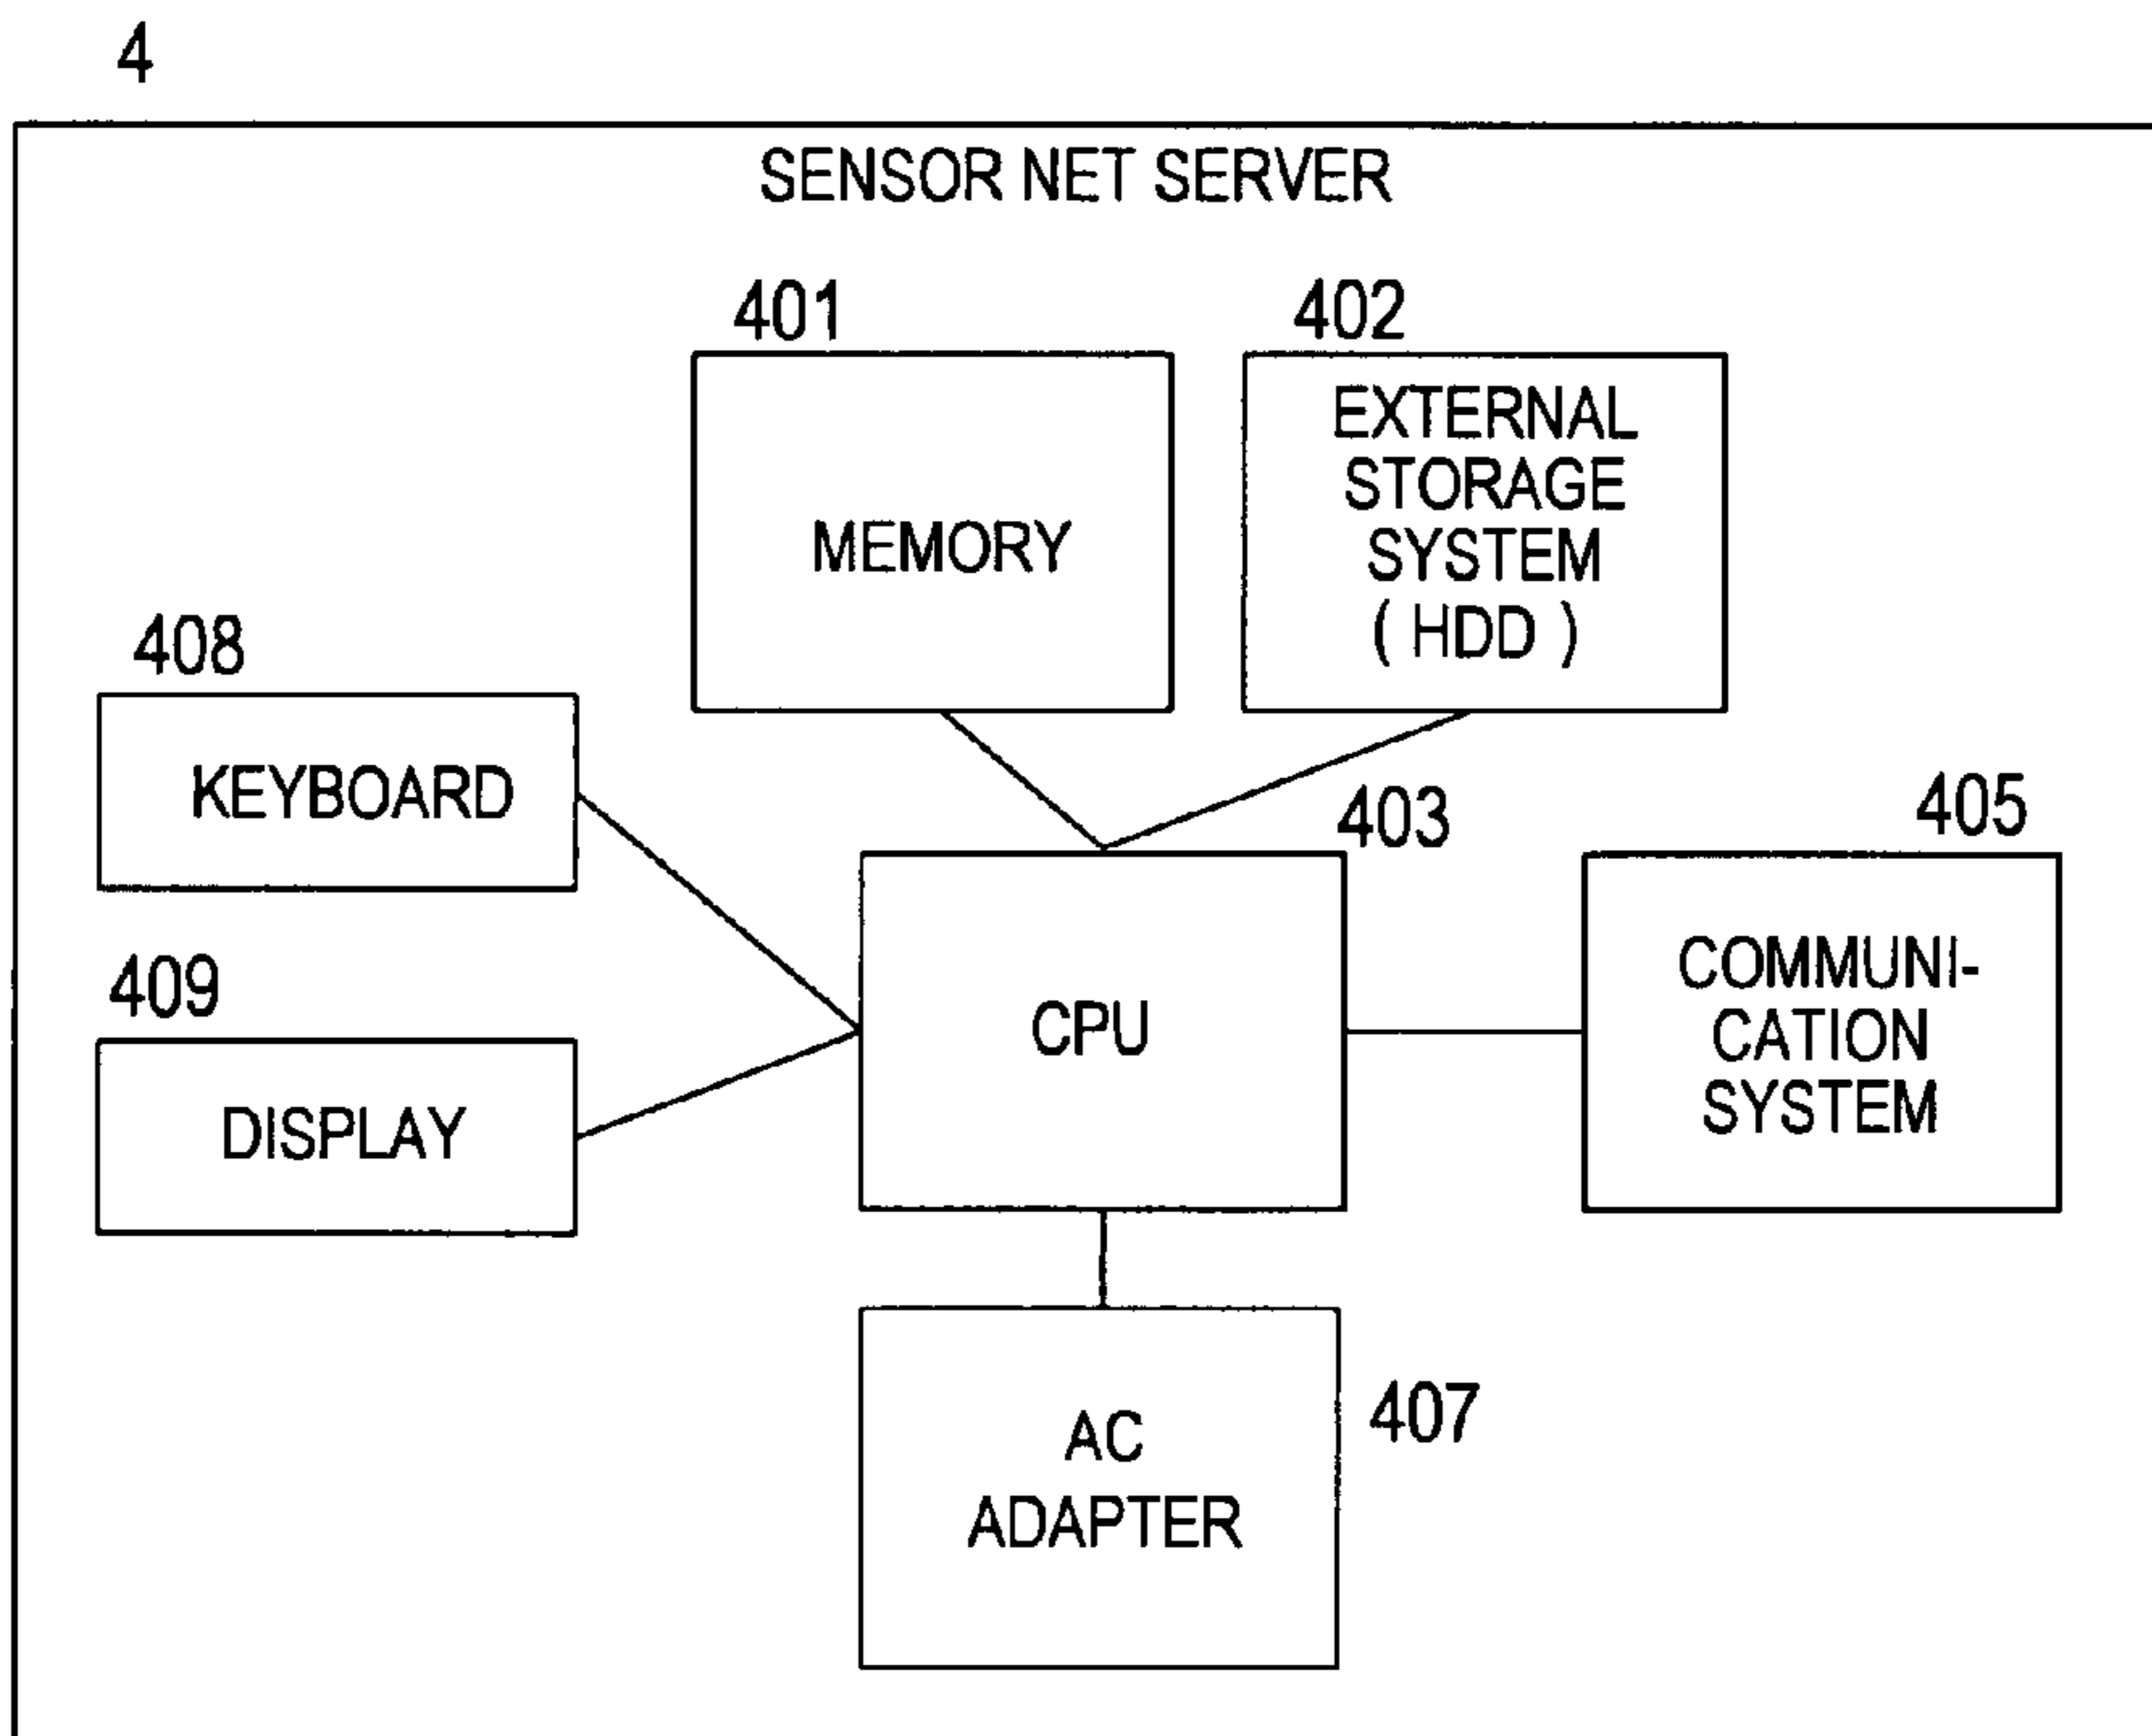 4
SENSOR NET SERVER
401
402
MEMORY
EXTERNAL
STORAGE
SYSTEM
( HDD )
408
KEYBOARD
403
405
409
DISPLAY
CPU
COMMUNI-
CATION
SYSTEM
407
AC
ADAPTER